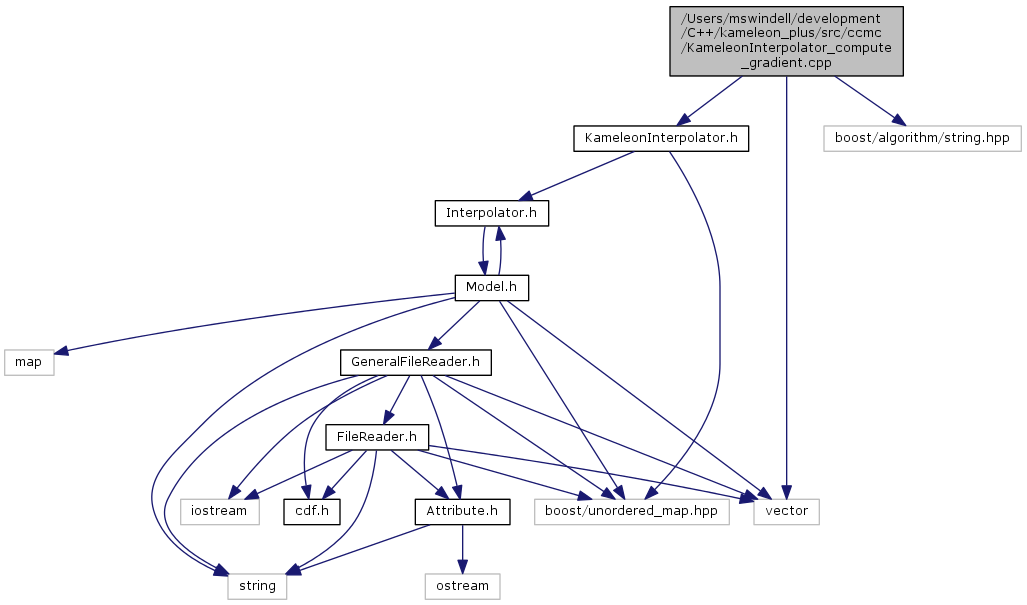 /Users/mswindell/development
/C++/kameleon_plus/src/ccmc
/KameleonInterpolator_compute
_gradient.cpp
KameleonInterpolator.h
boost/algorithm/string.hpp
Interpolator.h
Model.h
map
GeneralFileReader.h
FileReader.h
iostream
cdf.h
Attribute.h
boost/unordered_map.hpp
vector
string
ostream